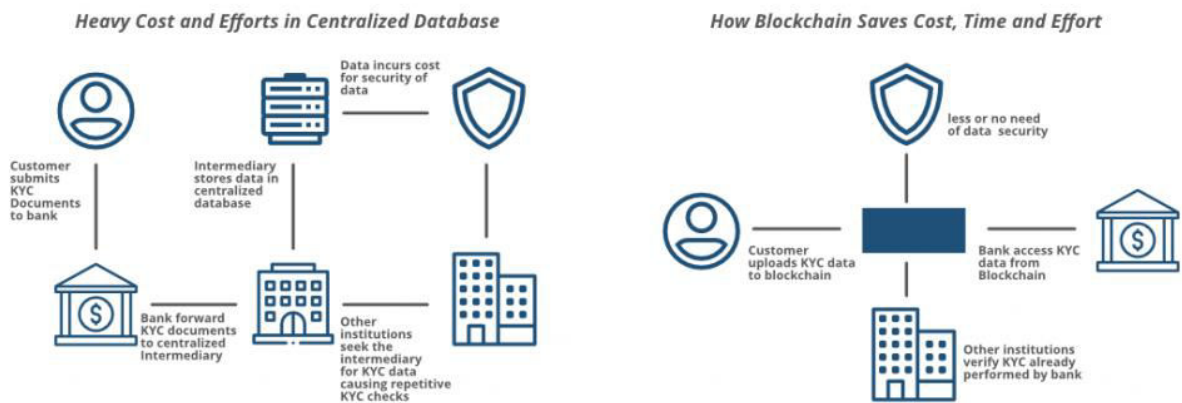 Heavy Cost and Efforts in Centralized Database
Data incurs cost
for security of
data
Customer
submits
KYC
Documents
to bank
Intermediary
stores data in
centralized
database
$
Bank forward
KYC documents
to centralized
Intermediary
Other
institutions
seek the
intermediary
for KYC data
causing repetitive
KYC checks
How Blockchain Saves Cost, Time and Effort
less or no need
of data security
Customer
uploads KYC data
to blockchain
Bank access KYC
data from
Blockchain
$
Other institutions
verify KYC already
performed by bank